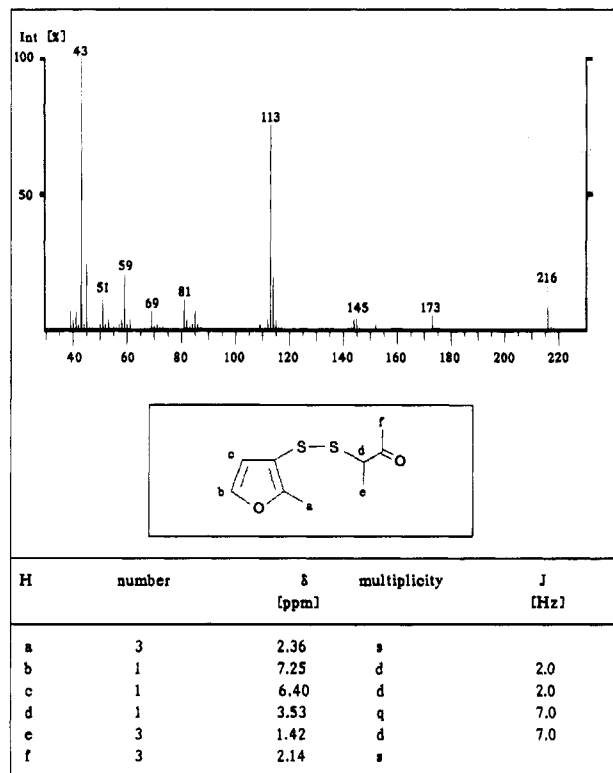 Int [%]
100
43
113
50
59
51
69
81
145
173
216
40 60 80 100 120 140 160 180 200 220
f
S S
c
d
O
b
e
O
a
H number δ multiplicity J
[ppm] [Hz]
a 3 2.36 s
b 1 7.25 d 2.0
c 1 6.40 d 2.0
d 1 3.53 q 7.0
e 3 1.42 d 7.0
f 3 2.14 s